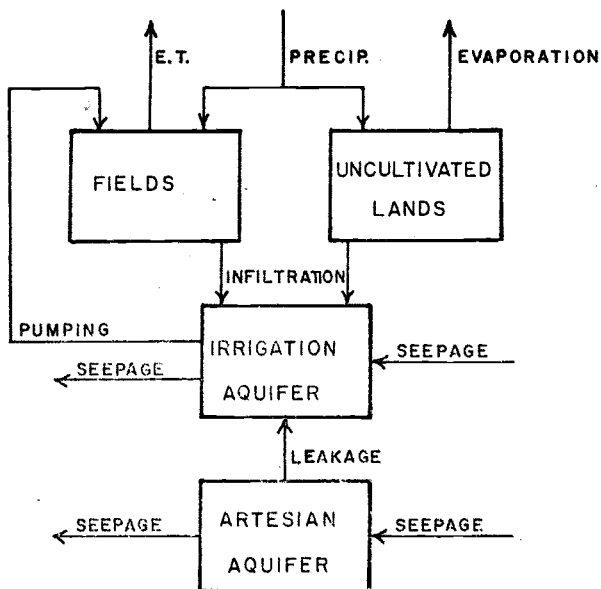 E.T.
PRECIP.
EVAPORATION
FIELDS
UNCULTIVATED
LANDS
INFILTRATION
PUMPING
IRRIGATION
AQUIFER
SEEPAGE
SEEPAGE
LEAKAGE
SEEPAGE
ARTESIAN
AQUIFER
SEEPAGE